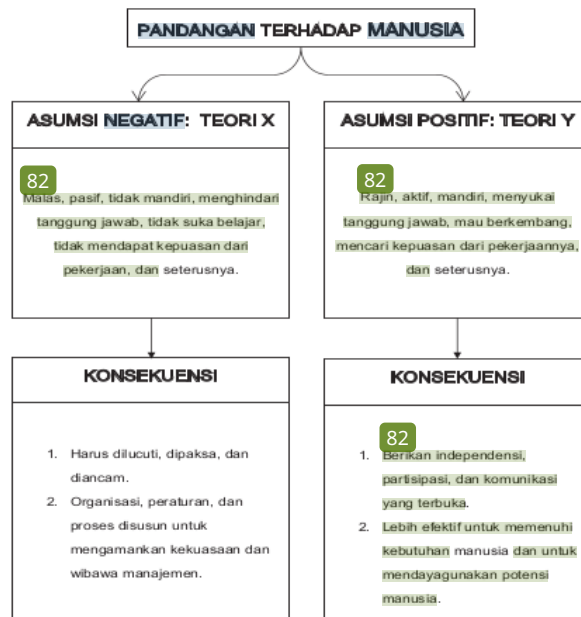 PANDANGAN TERHADAP MANUSIA
ASUMSI NEGATIF: TEORI X
82
Malas, pasif, tidak mandiri, menghindari
tanggung jawab, tidak suka belajar,
tidak mendapat kepuasan dari
pekerjaan, dan seterusnya.
ASUMSI POSITIF: TEORI Y
82
Rajin, aktif, mandiri, menyukai
tanggung jawab, mau berkembang,
mencari kepuasan dari pekerjaannya,
dan seterusnya.
KONSEKUENSI
1. Harus dilucuti, dipaksa, dan
diancam.
2. Organisasi, peraturan, dan
proses disusun untuk
mengamankan kekuasaan dan
wibawa manajemen.
KONSEKUENSI
82
1. Berikan independensi,
partisipasi, dan komunikasi
yang terbuka.
2. Lebih efektif untuk memenuhi
kebutuhan manusia dan untuk
mendayagunakan potensi
manusia.